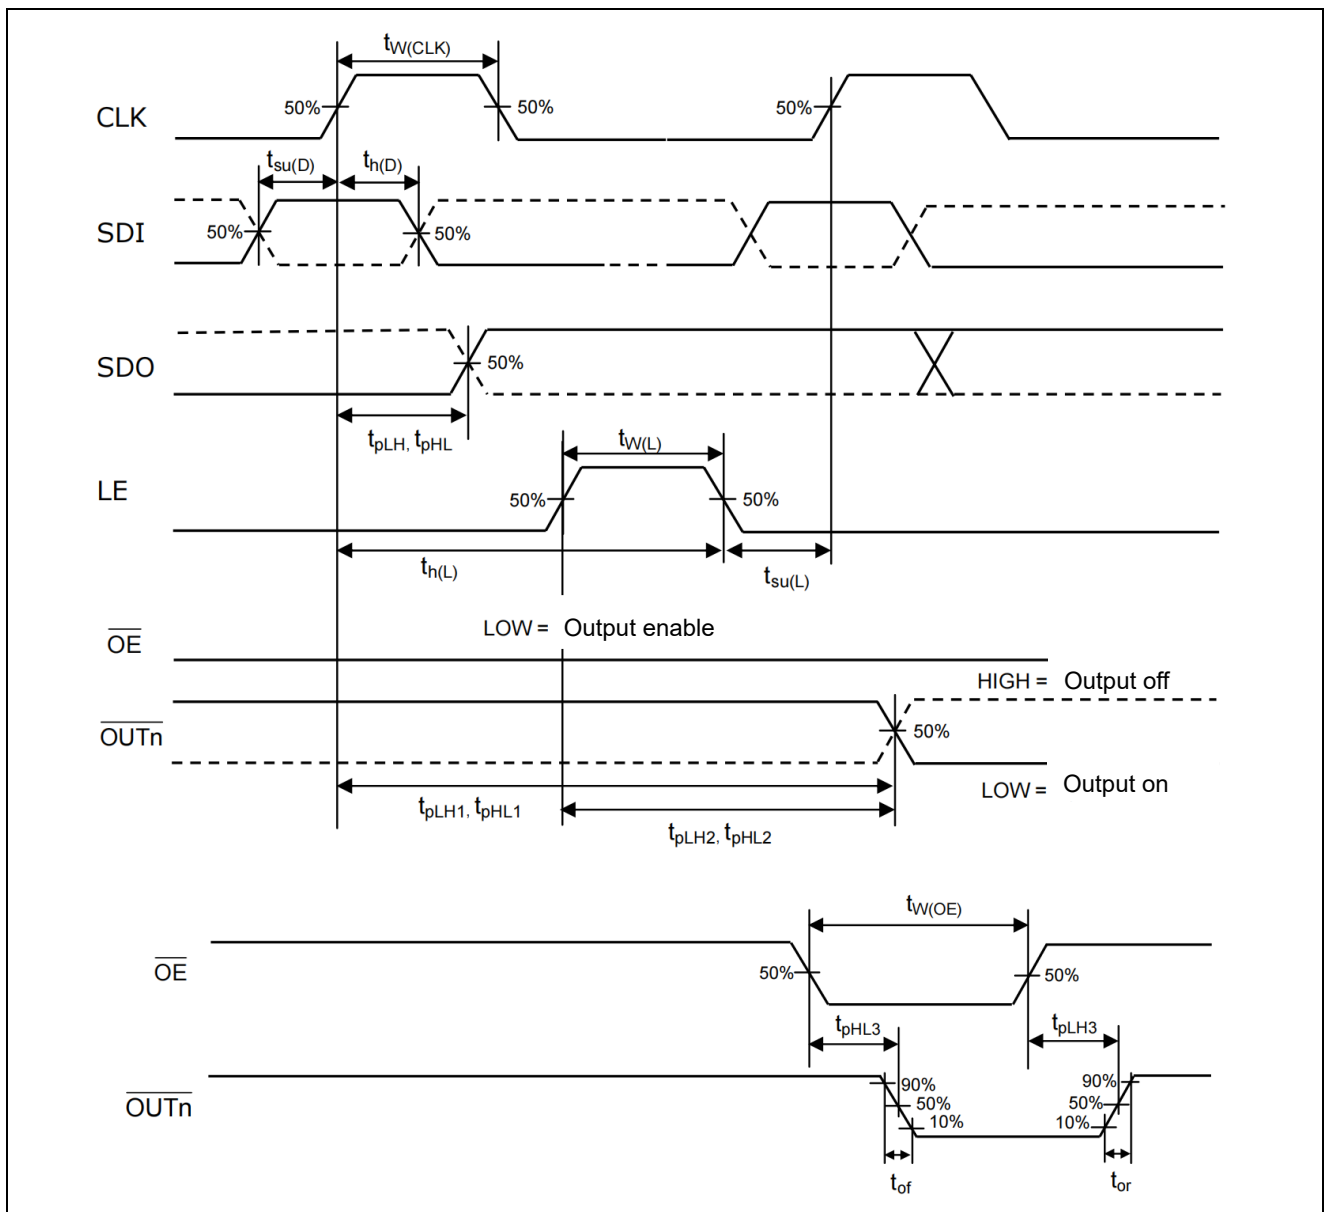 tW(CLK)
CLK
50%
50%
50%
tsu(D)
th(D)
SDI
50%
50%
SDO
50%
tpLH, tpHL
tW(L)
LE
50%
50%
th(L)
tsu(L)
OE
LOW = Output enable
HIGH = Output off
OUTn
50%
LOW = Output on
tpLH1, tpHL1
tpLH2, tpHL2
tW(OE)
OE
50%
50%
tpHL3
tpLH3
OUTn
90%
50%
10%
90%
50%
10%
tof
tor